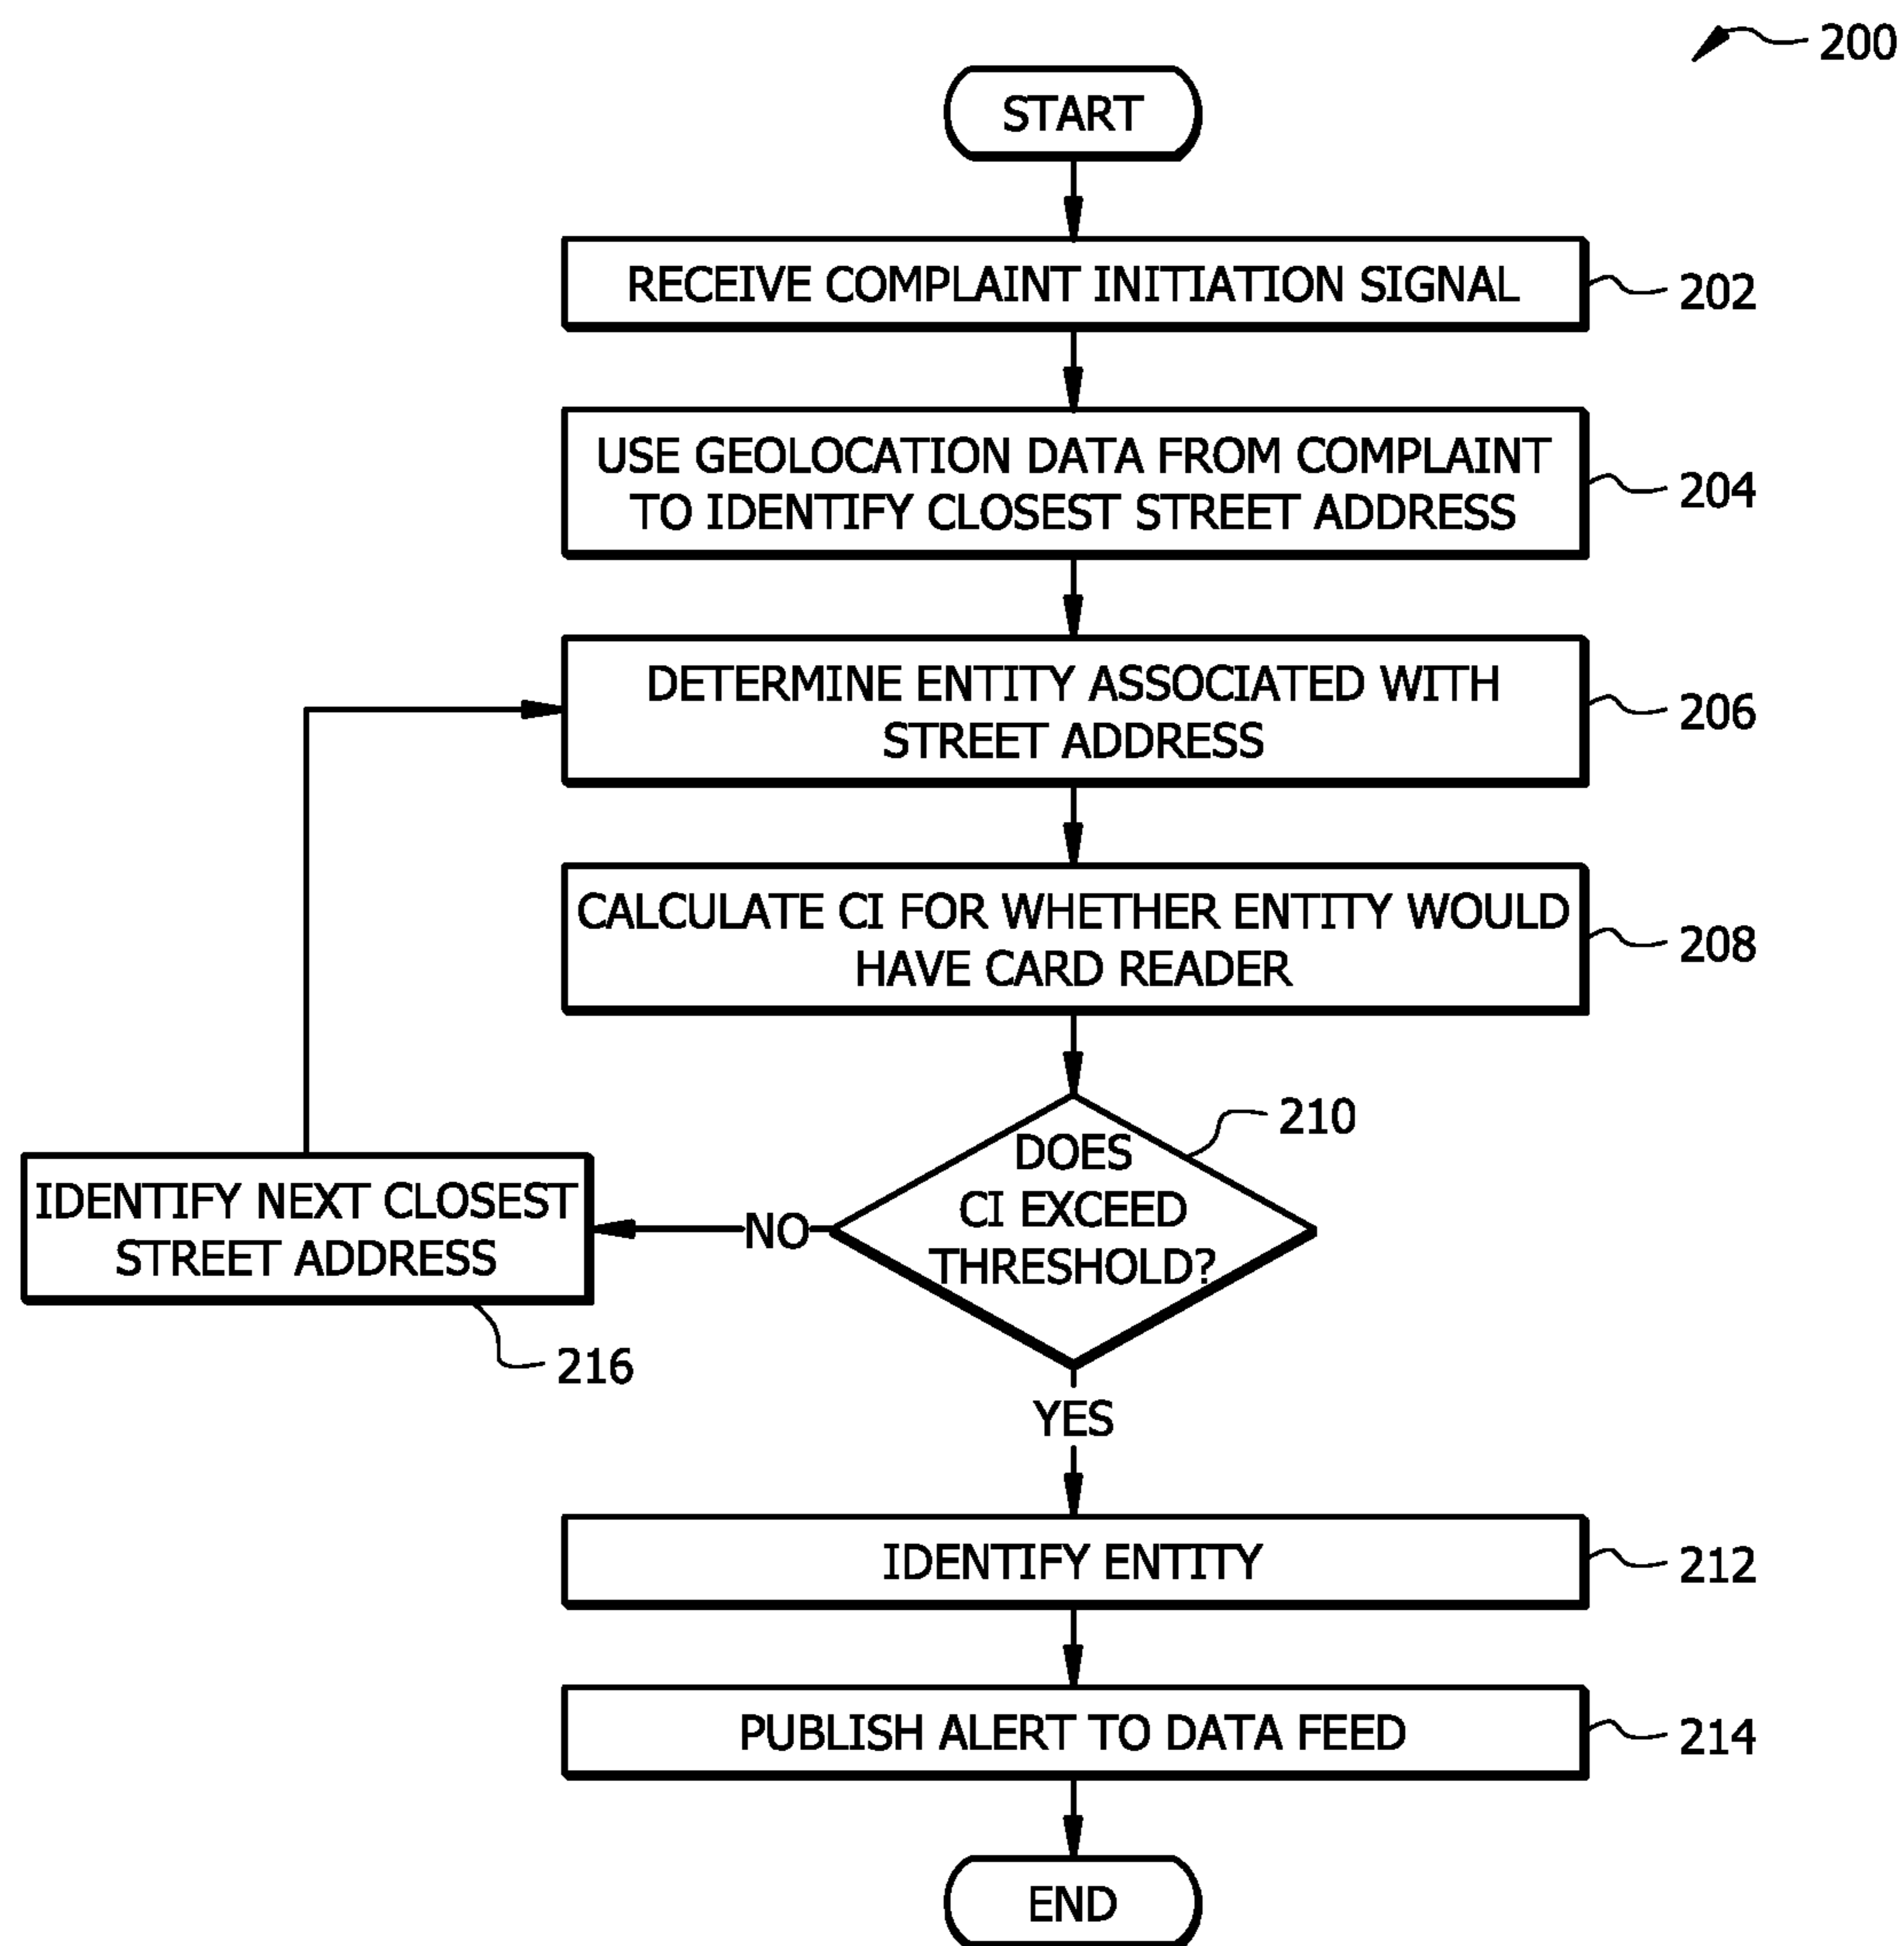 200
START
RECEIVE COMPLAINT INITIATION SIGNAL
202
USE GEOLOCATION DATA FROM COMPLAINT
TO IDENTIFY CLOSEST STREET ADDRESS
204
DETERMINE ENTITY ASSOCIATED WITH
STREET ADDRESS
206
CALCULATE CI FOR WHETHER ENTITY WOULD
HAVE CARD READER
208
DOES
CI EXCEED
THRESHOLD?
210
NO
IDENTIFY NEXT CLOSEST
STREET ADDRESS
216
YES
IDENTIFY ENTITY
212
PUBLISH ALERT TO DATA FEED
214
END